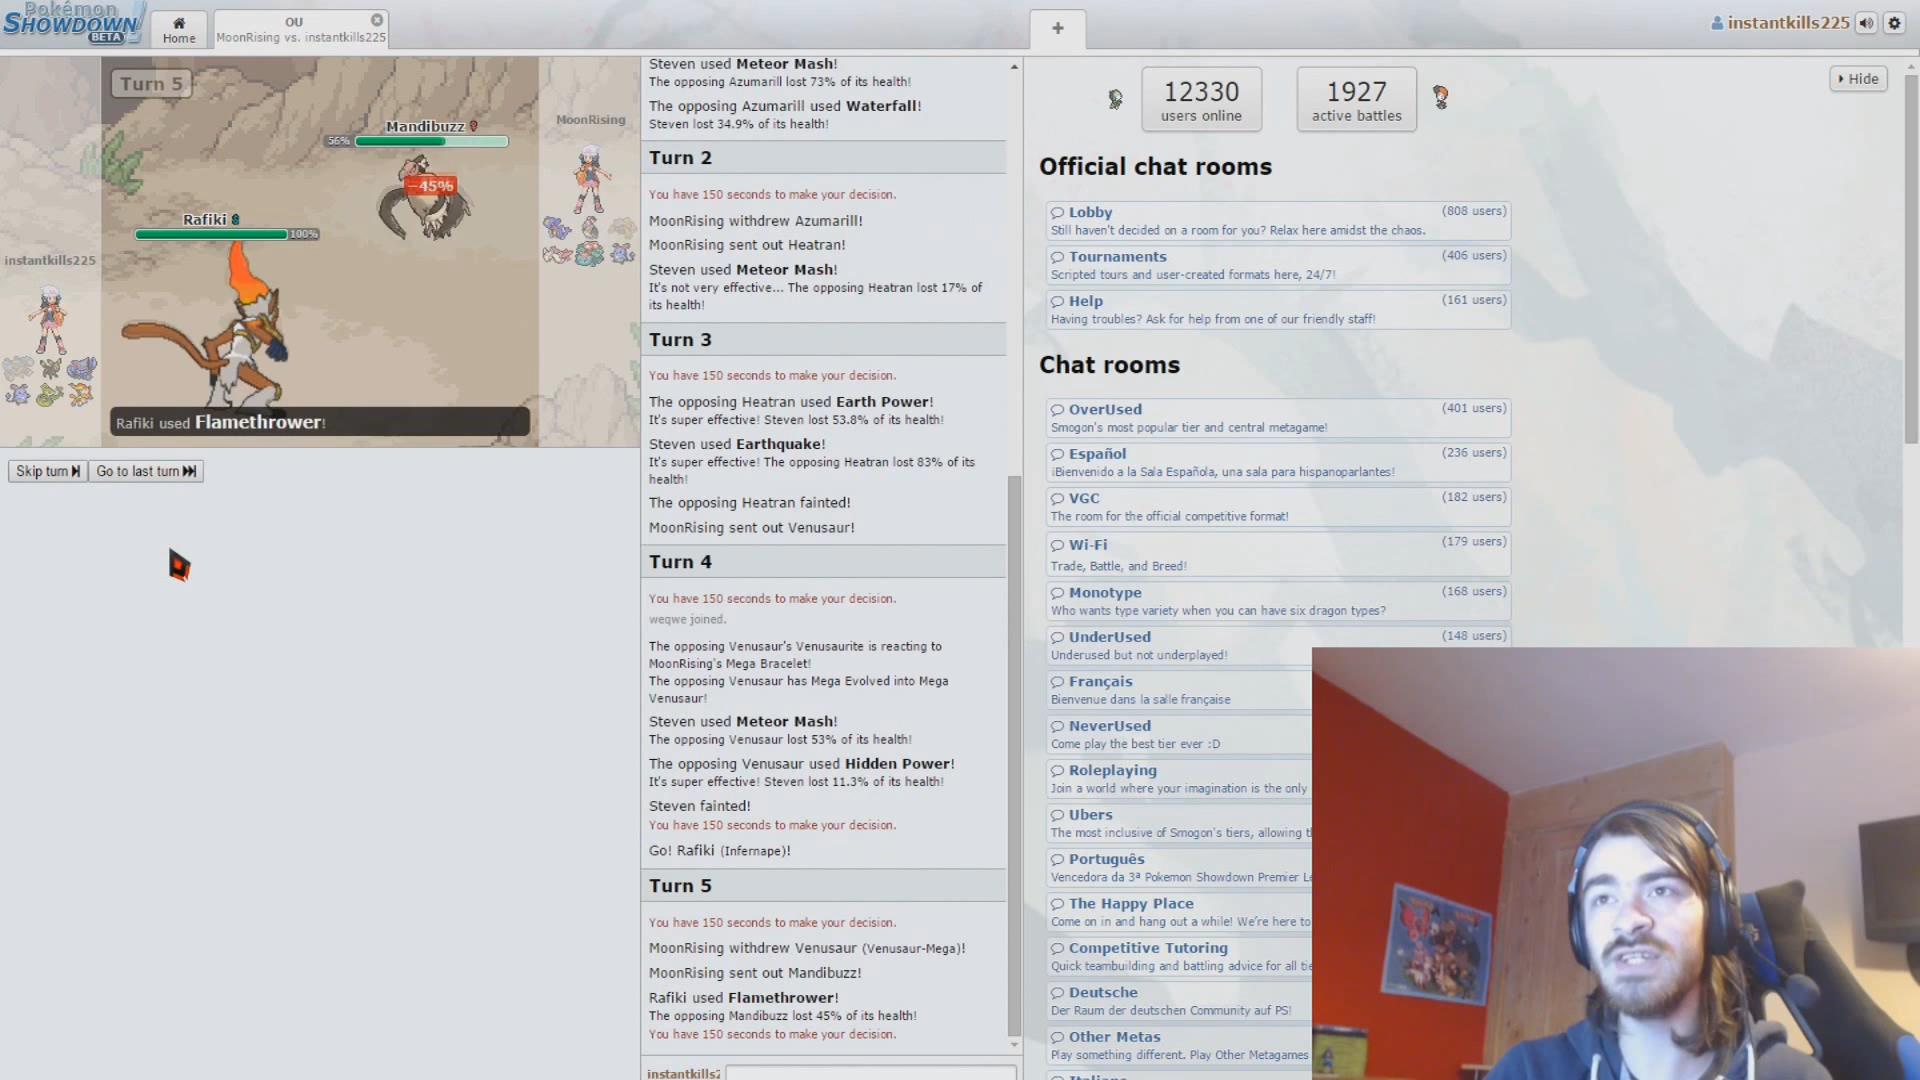 Pokémon
SHOWDOWN
BETA
Home
OU
MoonRising vs. instantkills225
+
instantkills225
Turn 5
Mandibuzz
56%
-45%
Rafiki
100%
MoonRising
instantkills225
Rafiki used Flamethrower!
Skip turn
Go to last turn
Steven used Meteor Mash!
The opposing Azumarill lost 73% of its health!
The opposing Azumarill used Waterfall!
Steven lost 34.9% of its health!
Turn 2
You have 150 seconds to make your decision.
MoonRising withdrew Azumarill!
MoonRising sent out Heatran!
Steven used Meteor Mash!
It's not very effective... The opposing Heatran lost 17% of
its health!
Turn 3
You have 150 seconds to make your decision.
The opposing Heatran used Earth Power!
It's super effective! Steven lost 53.8% of its health!
Steven used Earthquake!
It's super effective! The opposing Heatran lost 83% of its
health!
The opposing Heatran fainted!
MoonRising sent out Venusaur!
Turn 4
You have 150 seconds to make your decision.
weqwe joined.
The opposing Venusaur's Venusaurite is reacting to
MoonRising's Mega Bracelet!
The opposing Venusaur has Mega Evolved into Mega
Venusaur!
Steven used Meteor Mash!
The opposing Venusaur lost 53% of its health!
The opposing Venusaur used Hidden Power!
It's super effective! Steven lost 11.3% of its health!
Steven fainted!
You have 150 seconds to make your decision.
Go! Rafiki (Infernape)!
Turn 5
You have 150 seconds to make your decision.
MoonRising withdrew Venusaur (Venusaur-Mega)!
MoonRising sent out Mandibuzz!
Rafiki used Flamethrower!
The opposing Mandibuzz lost 45% of its health!
You have 150 seconds to make your decision.
instantkills2
Hide
12330
users online
1927
active battles
Official chat rooms
Lobby (808 users)
Still haven't decided on a room for you? Relax here amidst the chaos.
Tournaments (406 users)
Scripted tours and user-created formats here, 24/7!
Help (161 users)
Having troubles? Ask for help from one of our friendly staff!
Chat rooms
OverUsed (401 users)
Smogon's most popular tier and central metagame!
Español (236 users)
¡Bienvenido a la Sala Española, una sala para hispanoparlantes!
VGC (182 users)
The room for the official competitive format!
Wi-Fi (179 users)
Trade, Battle, and Breed!
Monotype (168 users)
Who wants type variety when you can have six dragon types?
UnderUsed (148 users)
Underused but not underplayed!
Français
Bienvenue dans la salle française
NeverUsed
Come play the best tier ever :D
Roleplaying
Join a world where your imagination is the only
Ubers
The most inclusive of Smogon's tiers, allowing
Português
Vencedora da 3ª Pokemon Showdown Premier
The Happy Place
Come on in and hang out a while! We're here to
Competitive Tutoring
Quick teambuilding and battling advice for all
Deutsche
Der Raum der deutschen Community auf PS!
Other Metas
Play something different. Play Other Metagames